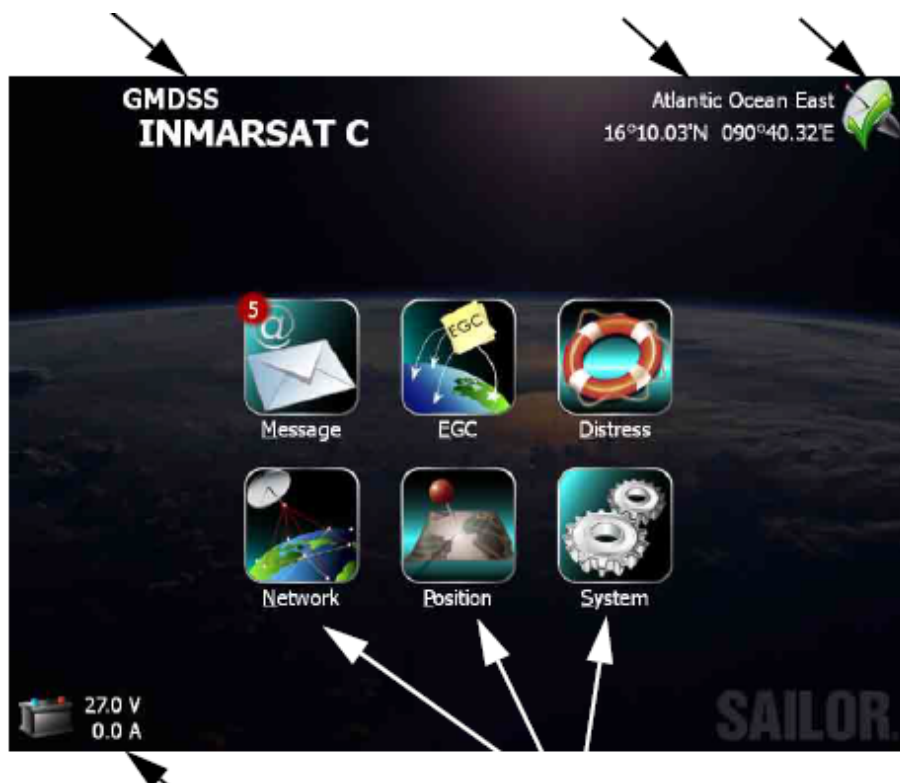 GMDSS
INMARSAT C
Atlantic Ocean East
16°10.03'N 090°40.32'E
5
@
EGC
Message
EGC
Distress
Network
Position
System
27.0 V
0.0 A
SAILOR.